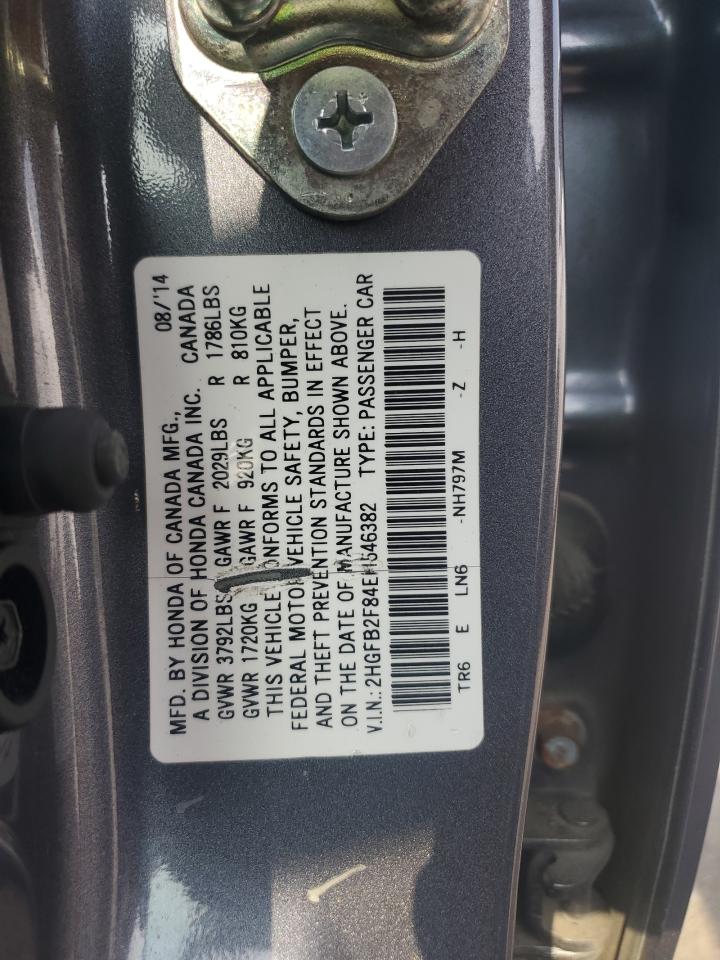 MFD. BY HONDA OF CANADA MFG., 08/'14
A DIVISION OF HONDA CANADA INC. CANADA
GVWR 3792LBS GAWR F 2029LBS R 1786LBS
GVWR 1720KG GAWR F 920KG R 810KG
THIS VEHICLE CONFORMS TO ALL APPLICABLE
FEDERAL MOTOR VEHICLE SAFETY, BUMPER,
AND THEFT PREVENTION STANDARDS IN EFFECT
ON THE DATE OF MANUFACTURE SHOWN ABOVE.
V.I.N.: TYPE: PASSENGER CAR
TR6 E LN6 -NH797M -Z -H